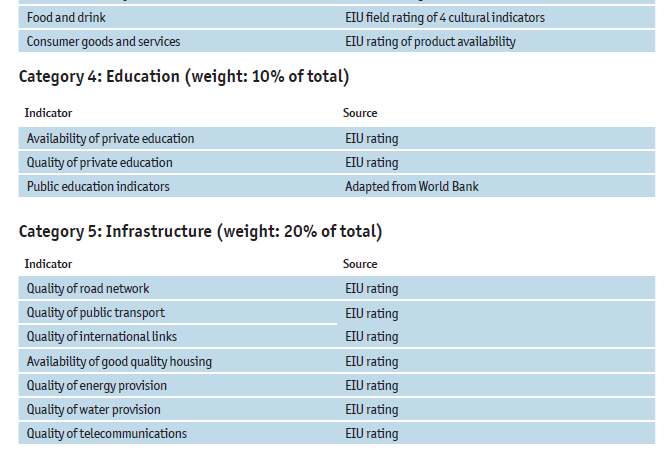 Food and drink EIU field rating of 4 cultural indicators
Consumer goods and services EIU rating of product availability
Category 4: Education (weight: 10% of total)
Indicator Source
Availability of private education EIU rating
Quality of private education EIU rating
Public education indicators Adapted from World Bank
Category 5: Infrastructure (weight: 20% of total)
Indicator Source
Quality of road network EIU rating
Quality of public transport EIU rating
Quality of international links EIU rating
Availability of good quality housing EIU rating
Quality of energy provision EIU rating
Quality of water provision EIU rating
Quality of telecommunications EIU rating